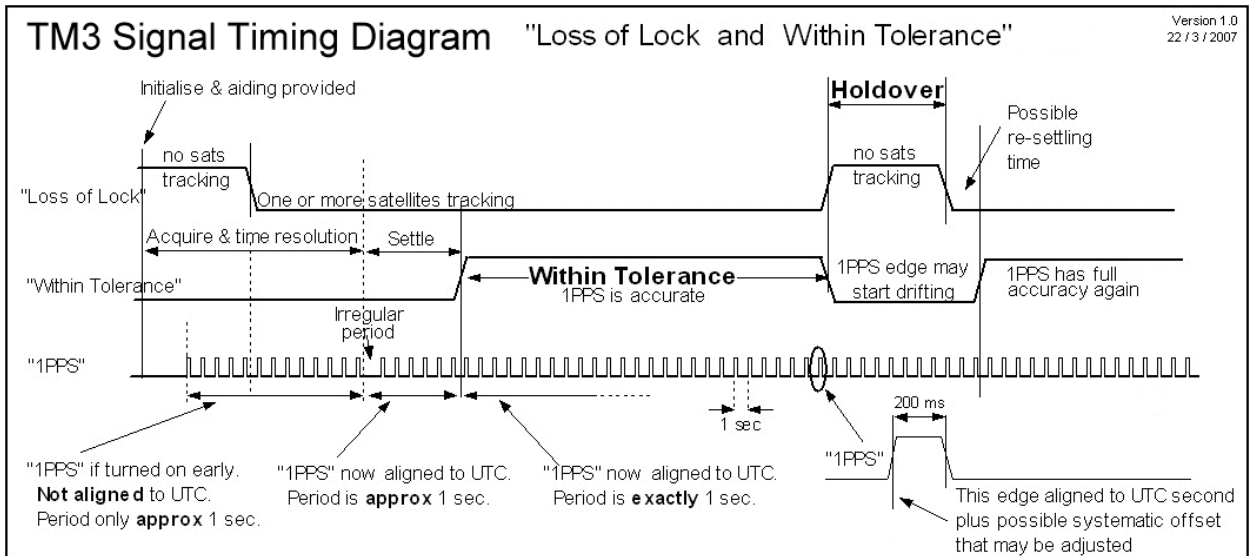 TM3 Signal Timing Diagram "Loss of Lock and Within Tolerance"
Version 1.0
22 / 3 / 2007
Initialise & aiding provided
Holdover
Possible
re-settling
time
no sats
tracking
no sats
tracking
"Loss of Lock"
One or more satellites tracking
Acquire & time resolution
Settle
"Within Tolerance"
Within Tolerance
1PPS is accurate
1PPS edge may
start drifting
1PPS has full
accuracy again
Irregular
period
"1PPS"
1 sec
200 ms
"1PPS"
"1PPS" if turned on early.
Not aligned to UTC.
Period only approx 1 sec.
"1PPS" now aligned to UTC.
Period is approx 1 sec.
"1PPS" now aligned to UTC.
Period is exactly 1 sec.
This edge aligned to UTC second
plus possible systematic offset
that may be adjusted